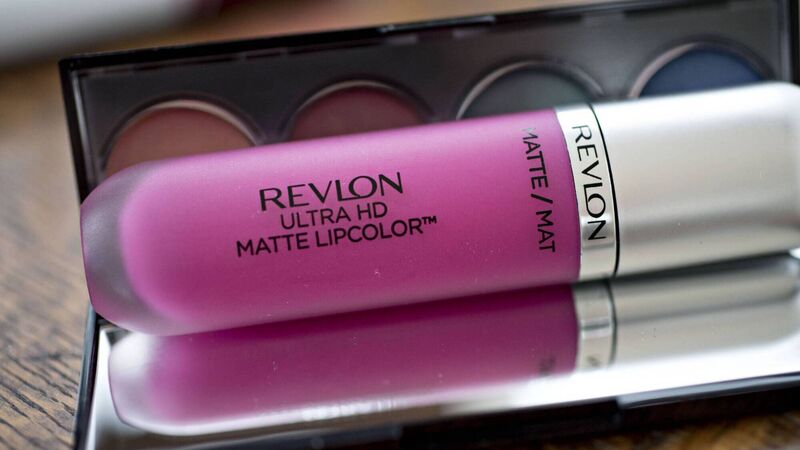 REVLON
ULTRA HD
MATTE LIPCOLOR™
MATTE / MAT
REVLON